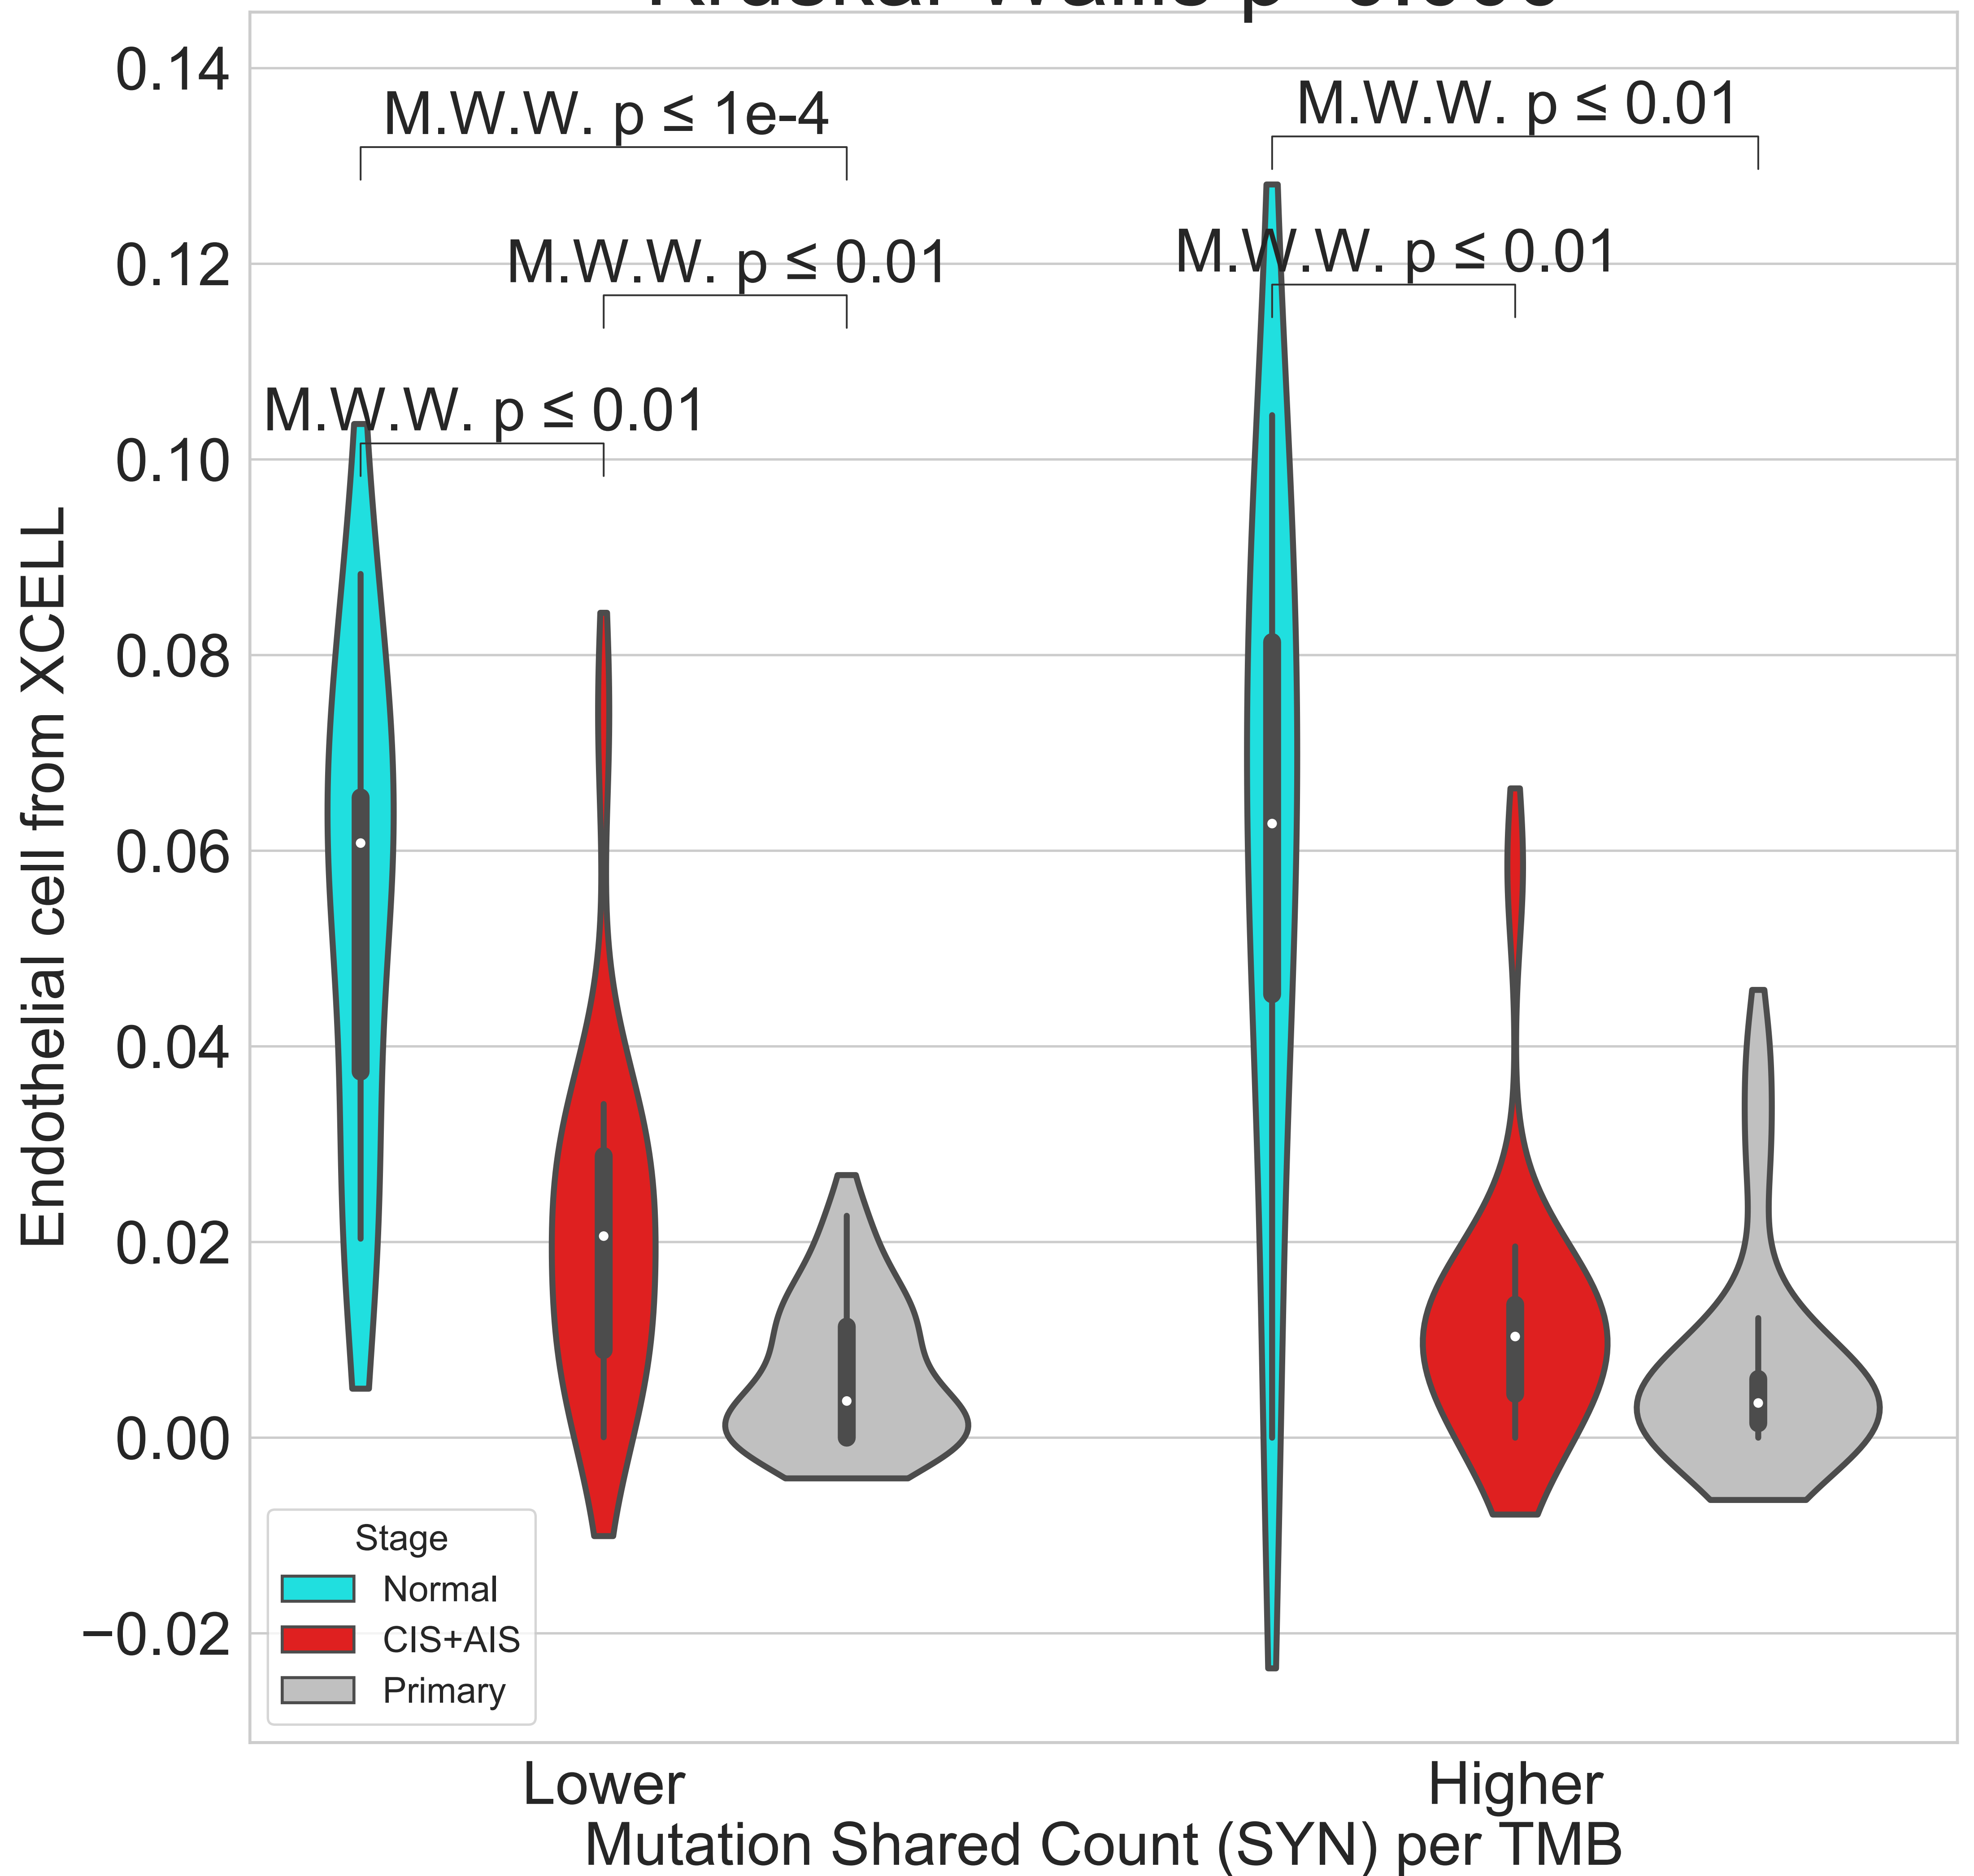 0.14
0.12
0.10
0.08
0.06
0.04
0.02
0.00
−0.02
Endothelial cell from XCELL
M.W.W. p ≤ 1e-4
M.W.W. p ≤ 0.01
M.W.W. p ≤ 0.01
M.W.W. p ≤ 0.01
M.W.W. p ≤ 0.01
Stage
Normal
CIS+AIS
Primary
Lower
Higher
Mutation Shared Count (SYN) per TMB